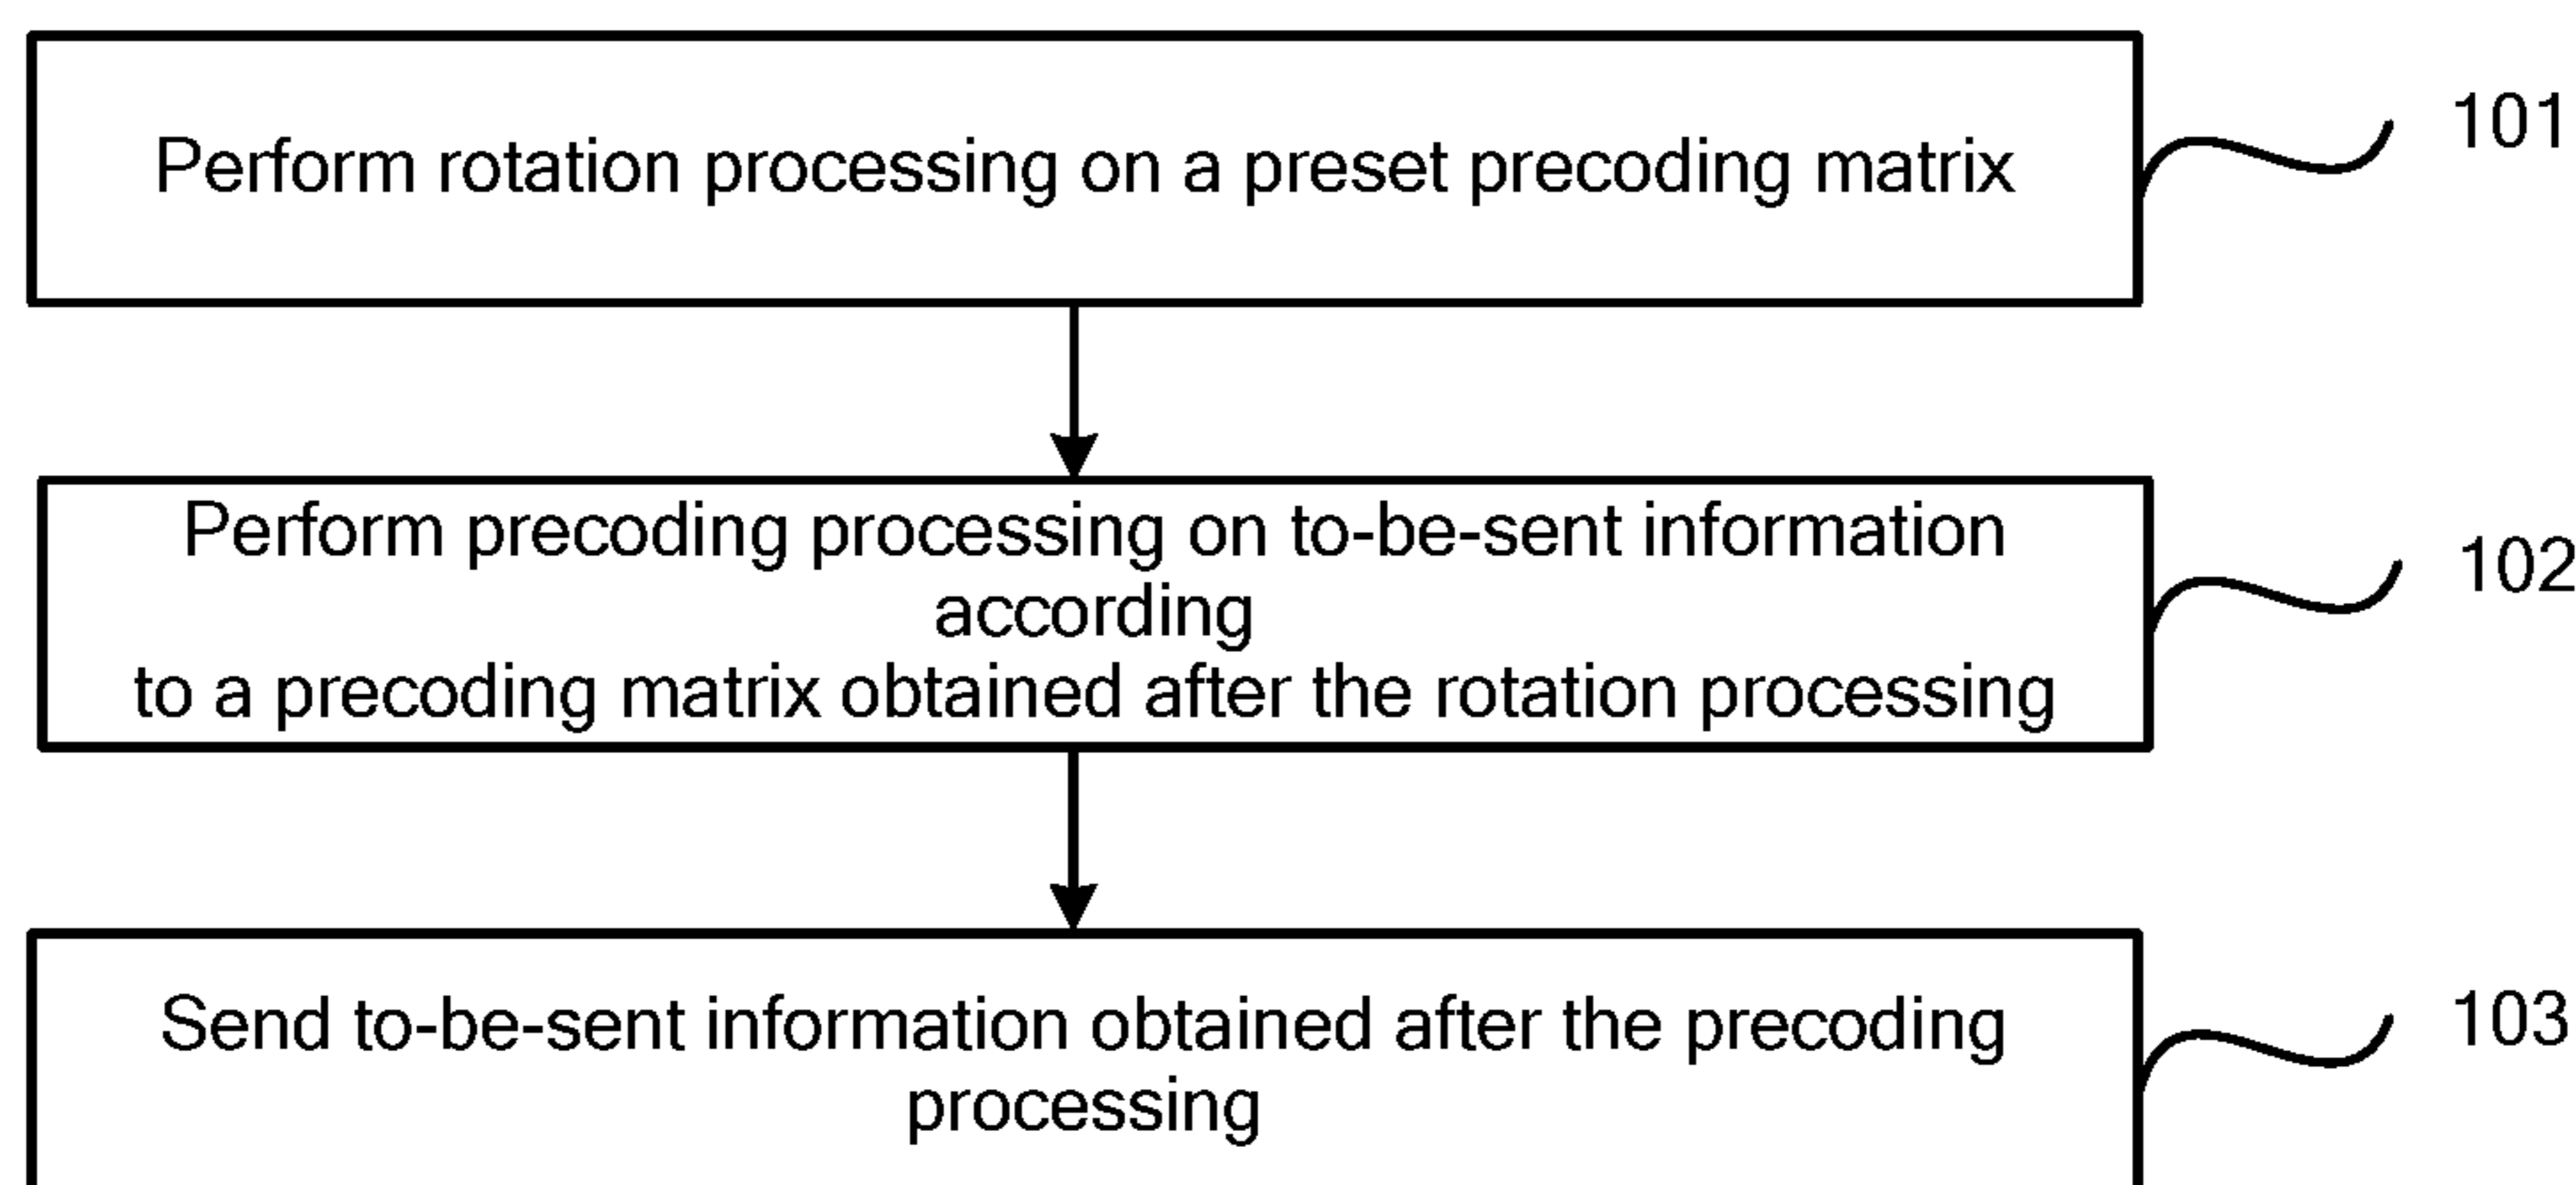 Perform rotation processing on a preset precoding matrix
101
Perform precoding processing on to-be-sent information
according
to a precoding matrix obtained after the rotation processing
102
Send to-be-sent information obtained after the precoding
processing
103